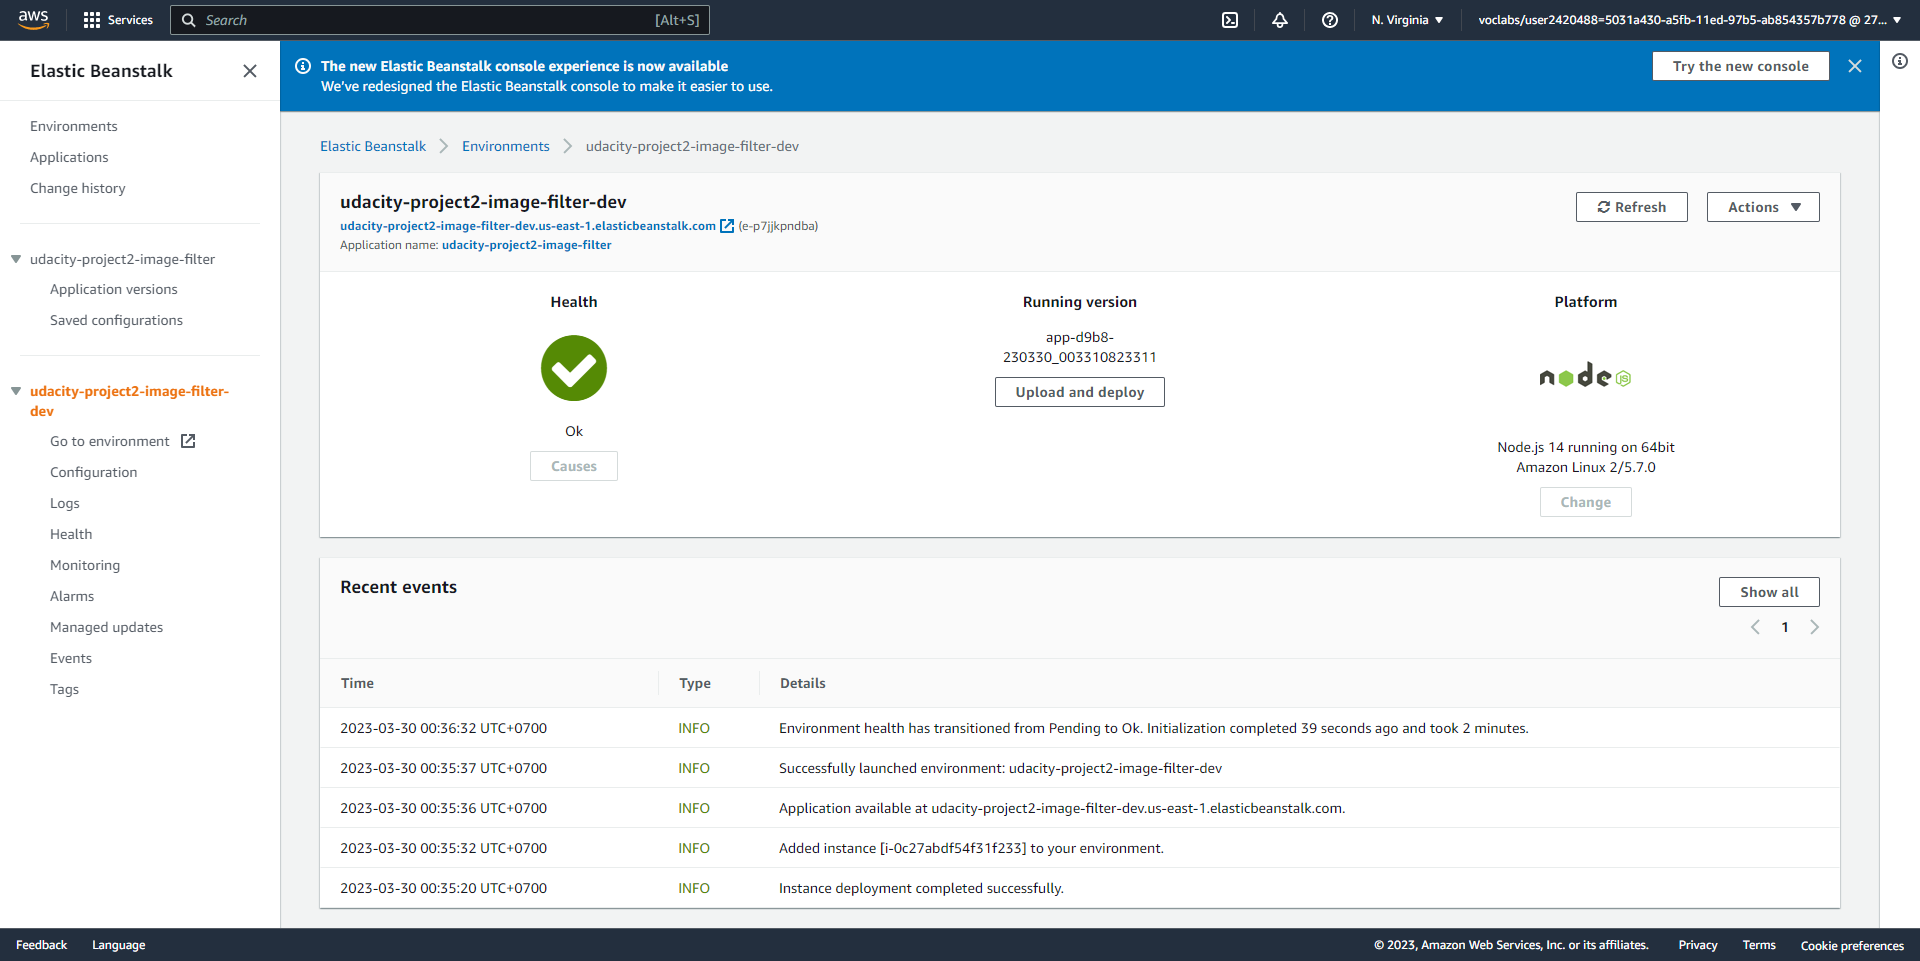 aws
Services
Search
[Alt+S]
N. Virginia
voclabs/user2420488=5031a430-a5fb-11ed-97b5-ab854357b778 @ 27...
Elastic Beanstalk
Environments
Applications
Change history
udacity-project2-image-filter
Application versions
Saved configurations
udacity-project2-image-filter-
dev
Go to environment
Configuration
Logs
Health
Monitoring
Alarms
Managed updates
Events
Tags
The new Elastic Beanstalk console experience is now available
We've redesigned the Elastic Beanstalk console to make it easier to use.
Try the new console
Elastic Beanstalk
Environments
udacity-project2-image-filter-dev
udacity-project2-image-filter-dev
udacity-project2-image-filter-dev.us-east-1.elasticbeanstalk.com (e-p7jjkpndba)
Application name: udacity-project2-image-filter
Refresh
Actions
Health
Ok
Causes
Running version
app-d9b8-
230330_003310823311
Upload and deploy
Platform
node JS
Node.js 14 running on 64bit
Amazon Linux 2/5.7.0
Change
Recent events
Show all
1
Time Type Details
2023-03-30 00:36:32 UTC+0700 INFO Environment health has transitioned from Pending to Ok. Initialization completed 39 seconds ago and took 2 minutes.
2023-03-30 00:35:37 UTC+0700 INFO Successfully launched environment: udacity-project2-image-filter-dev
2023-03-30 00:35:36 UTC+0700 INFO Application available at udacity-project2-image-filter-dev.us-east-1.elasticbeanstalk.com.
2023-03-30 00:35:32 UTC+0700 INFO Added instance [i-0c27abdf54f31f233] to your environment.
2023-03-30 00:35:20 UTC+0700 INFO Instance deployment completed successfully.
Feedback
Language
© 2023, Amazon Web Services, Inc. or its affiliates.
Privacy
Terms
Cookie preferences